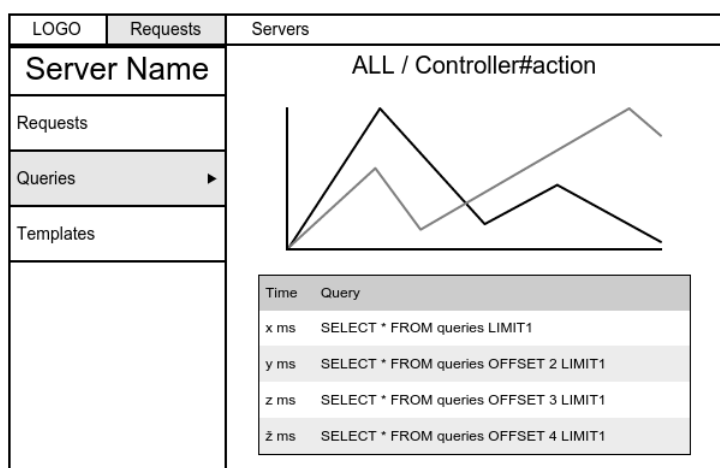 LOGO Requests Servers
Server Name
Requests
Queries
Templates
ALL / Controller#action
Time Query
x ms SELECT * FROM queries LIMIT1
y ms SELECT * FROM queries OFFSET 2 LIMIT1
z ms SELECT * FROM queries OFFSET 3 LIMIT1
ž ms SELECT * FROM queries OFFSET 4 LIMIT1